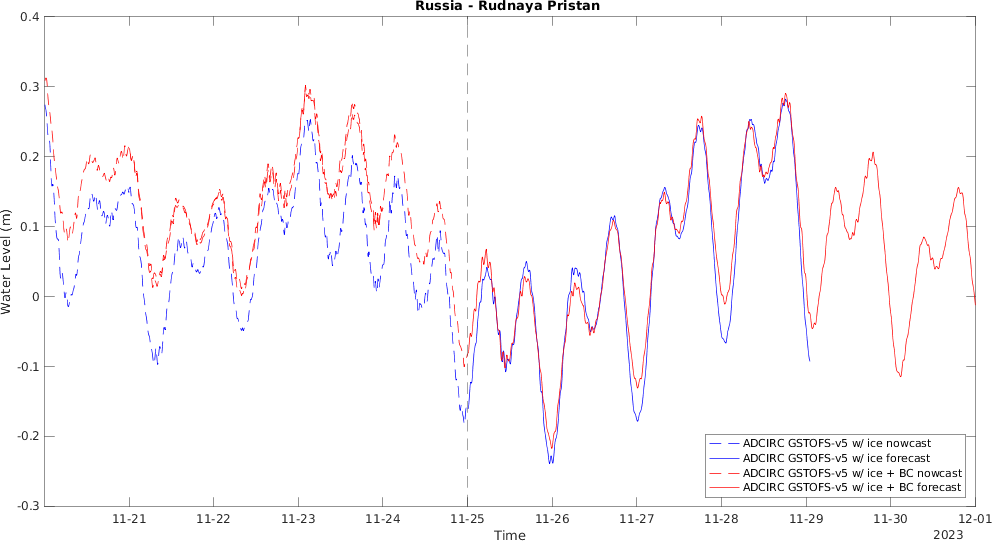 Russia - Rudnaya Pristan
0.4
0.3
0.2
0.1
0
-0.1
-0.2
-0.3
Water Level (m)
ADCIRC GSTOFS-v5 w/ ice nowcast
ADCIRC GSTOFS-v5 w/ ice forecast
ADCIRC GSTOFS-v5 w/ ice + BC nowcast
ADCIRC GSTOFS-v5 w/ ice + BC forecast
11-21 11-22 11-23 11-24 11-25 11-26 11-27 11-28 11-29 11-30 12-01
Time
2023